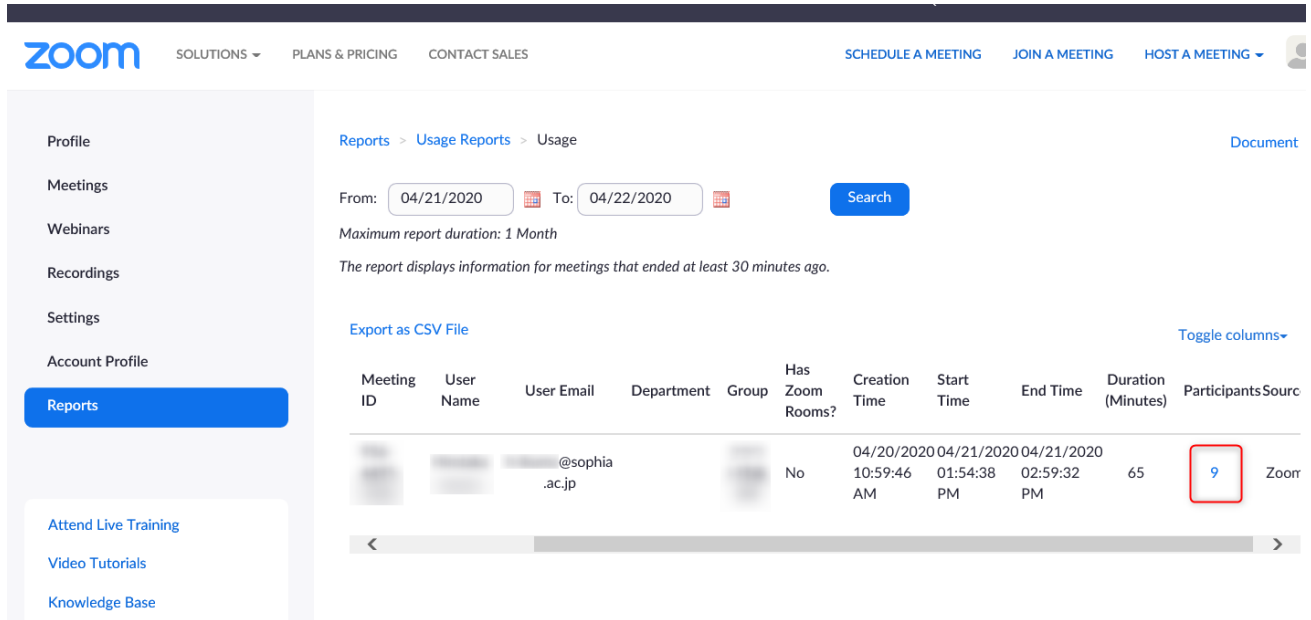 zoom SOLUTIONS PLANS & PRICING CONTACT SALES SCHEDULE A MEETING JOIN A MEETING HOST A MEETING
Profile
Meetings
Webinars
Recordings
Settings
Account Profile
Reports
Attend Live Training
Video Tutorials
Knowledge Base
Reports > Usage Reports > Usage
Document
From: 04/21/2020 To: 04/22/2020 Search
Maximum report duration: 1 Month
The report displays information for meetings that ended at least 30 minutes ago.
Export as CSV File
Toggle columns
Meeting ID User Name User Email Department Group Has Zoom Rooms? Creation Time Start Time End Time Duration (Minutes) Participants Sourc
@sophia.ac.jp No 04/20/2020 10:59:46 AM 04/21/2020 01:54:38 PM 04/21/2020 02:59:32 PM 65 9 Zoom